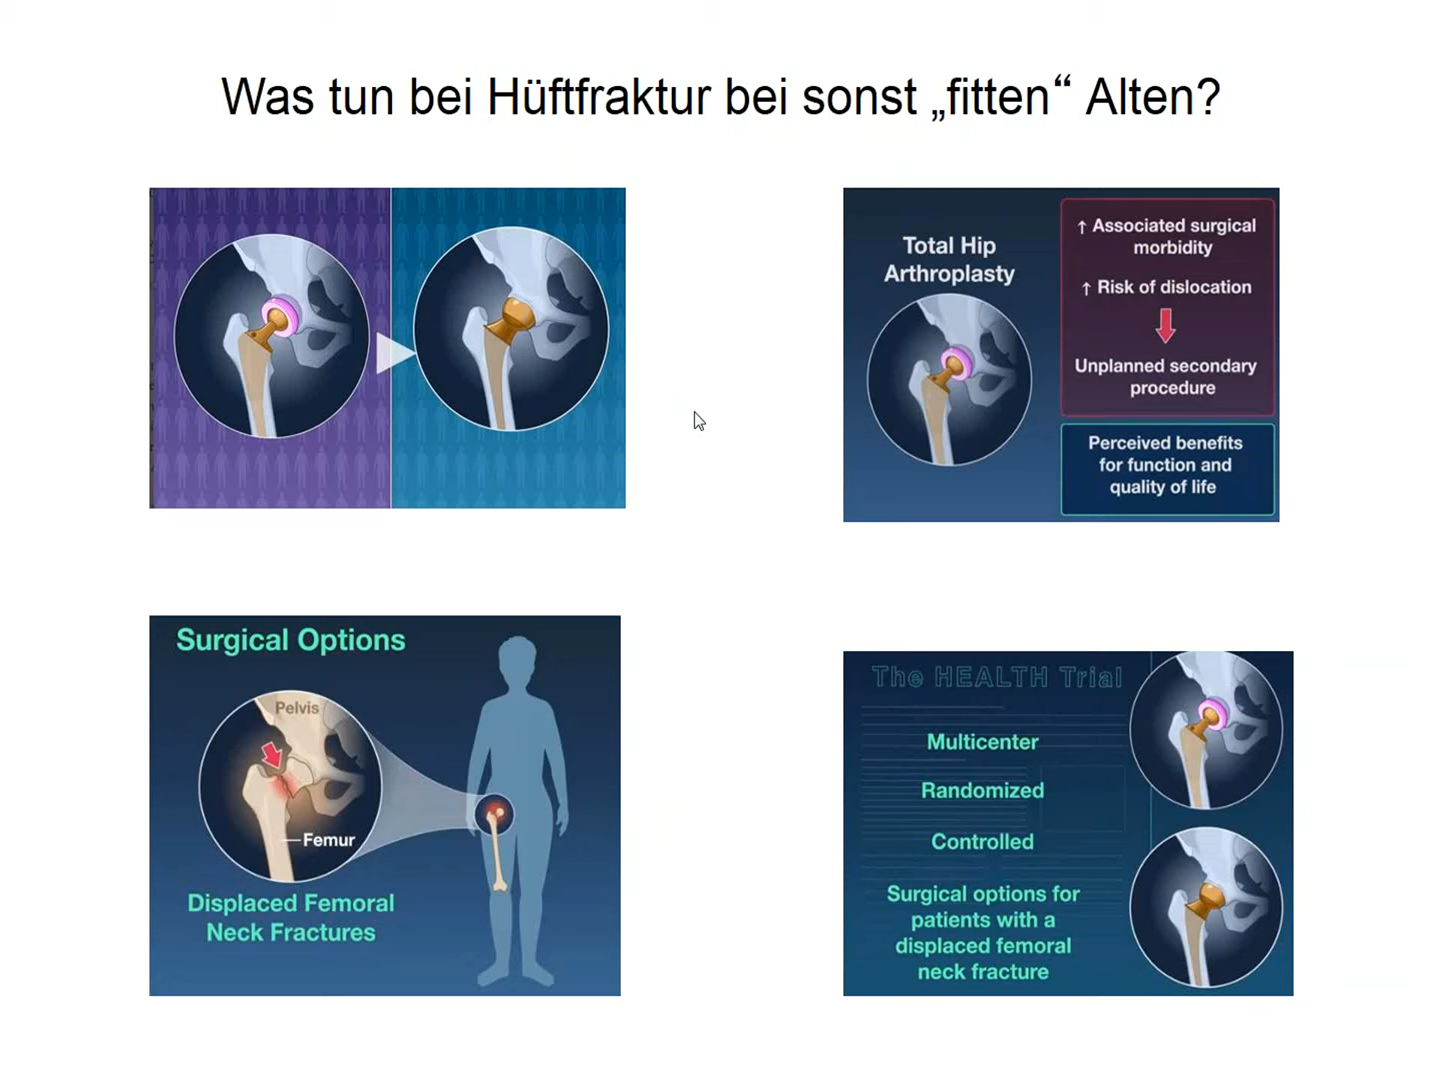 Was tun bei Hüftfraktur bei sonst „fitten“ Alten?
Total Hip
Arthroplasty
↑ Associated surgical
morbidity
↑ Risk of dislocation
Unplanned secondary
procedure
Perceived benefits
for function and
quality of life
Surgical Options
Pelvis
Femur
Displaced Femoral
Neck Fractures
The HEALTH Trial
Multicenter
Randomized
Controlled
Surgical options for
patients with a
displaced femoral
neck fracture